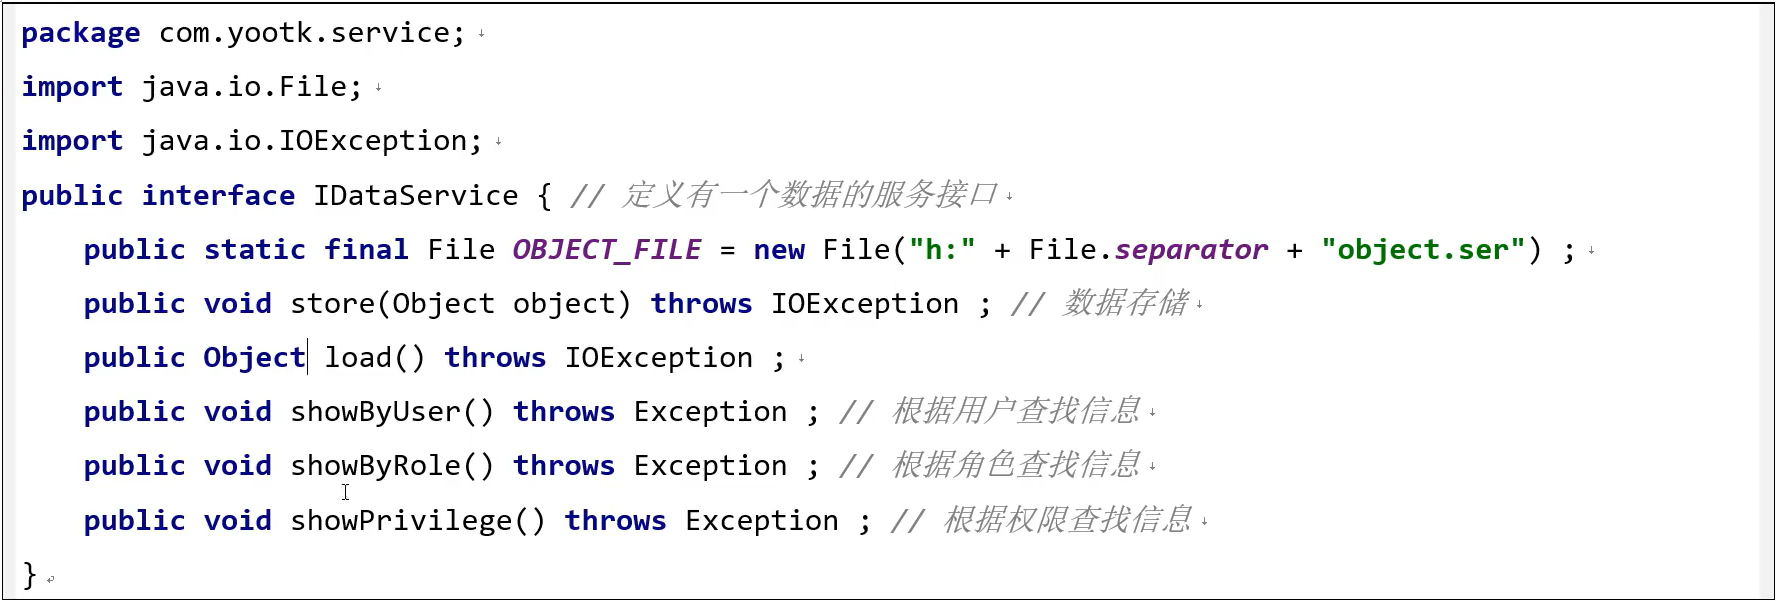 package com.yootk.service;
import java.io.File;
import java.io.IOException;
public interface IDataService { // 定义有一个数据的服务接口
    public static final File OBJECT_FILE = new File("h:" + File.separator + "object.ser") ;
    public void store(Object object) throws IOException ; // 数据存储
    public Object load() throws IOException ;
    public void showByUser() throws Exception ; // 根据用户查找信息
    public void showByRole() throws Exception ; // 根据角色查找信息
    public void showPrivilege() throws Exception ; // 根据权限查找信息
}